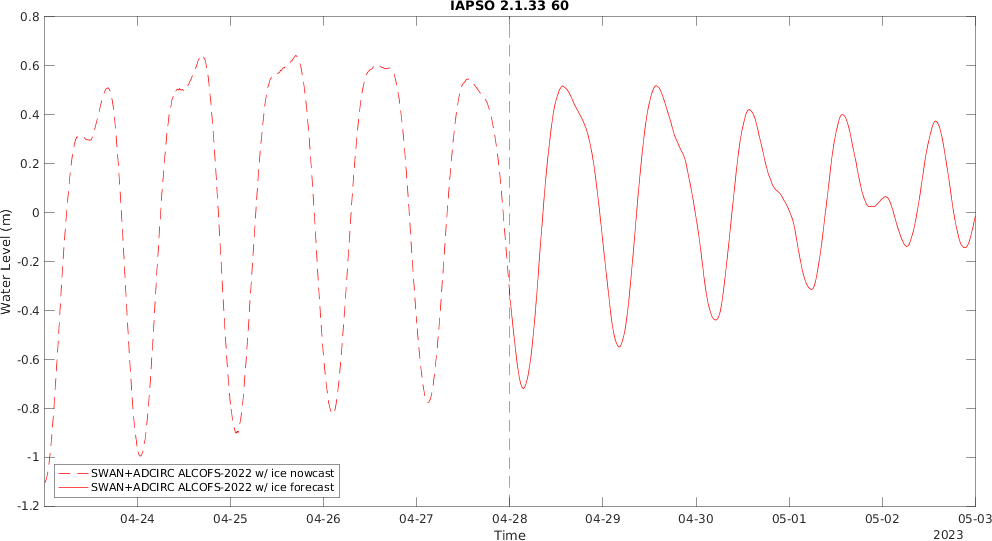 IAPSO 2.1.33 60
0.8
0.6
0.4
0.2
0
-0.2
-0.4
-0.6
-0.8
-1
-1.2
Water Level (m)
SWAN+ADCIRC ALCOFS-2022 w/ ice nowcast
SWAN+ADCIRC ALCOFS-2022 w/ ice forecast
04-24 04-25 04-26 04-27 04-28 04-29 04-30 05-01 05-02 05-03
Time
2023